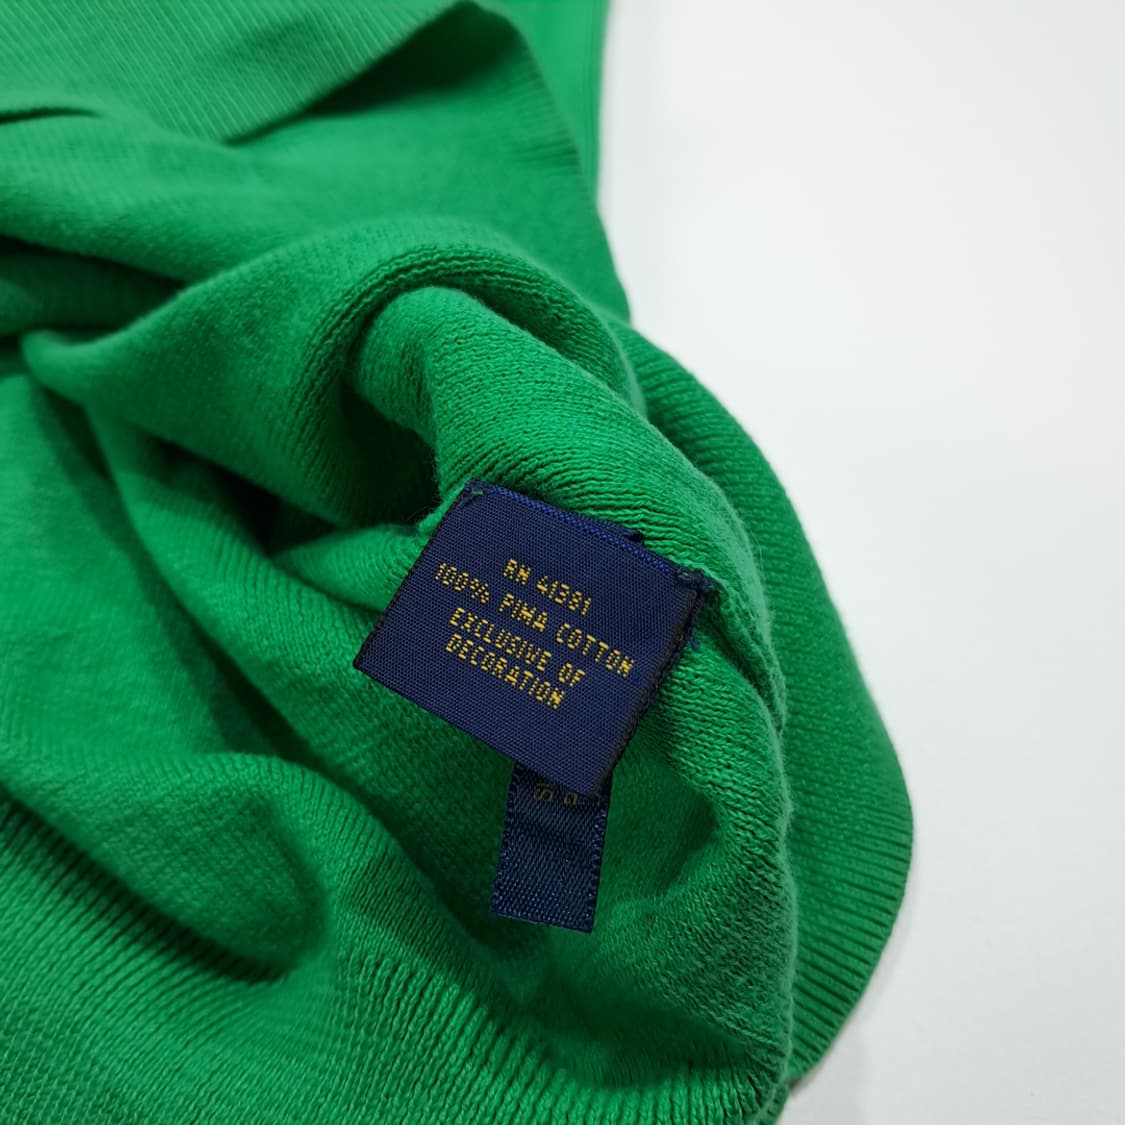 RN 41381
100% PIMA COTTON
EXCLUSIVE OF
DECORATION